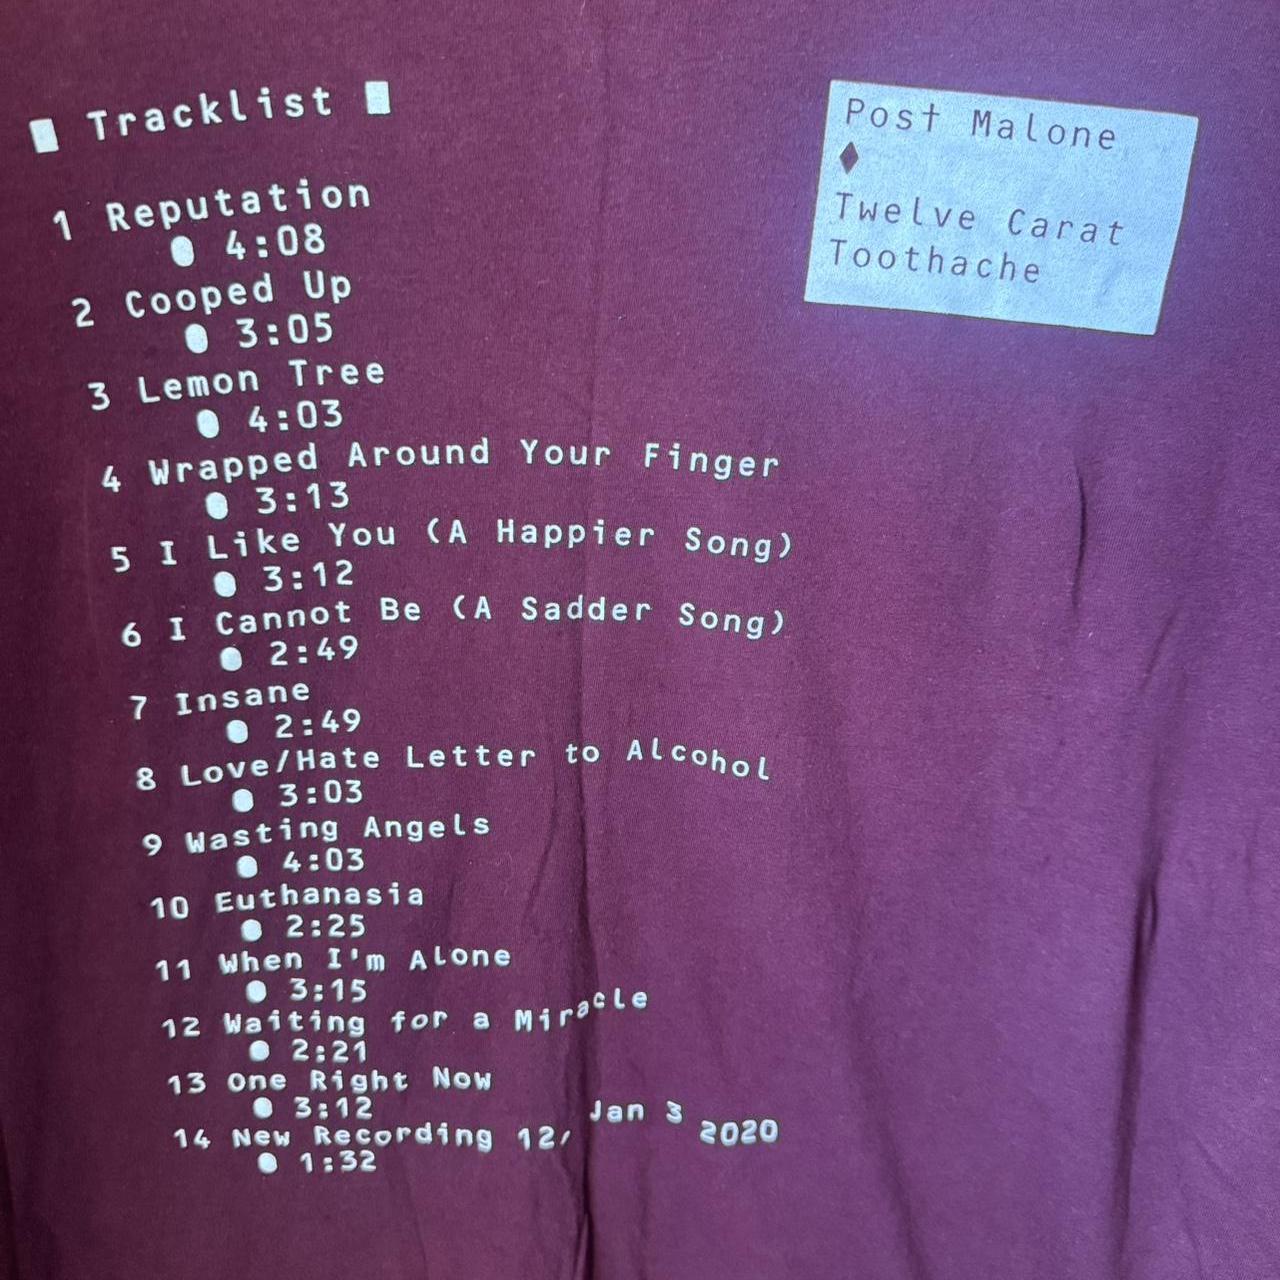 Tracklist
1 Reputation
4:08
2 Cooped Up
3:05
3 Lemon Tree
4:03
4 Wrapped Around Your Finger
3:13
5 I Like You (A Happier Song)
3:12
6 I Cannot Be (A Sadder Song)
2:49
7 Insane
2:49
8 Love/Hate Letter to Alcohol
3:03
9 Wasting Angels
4:03
10 Euthanasia
2:25
11 When I'm Alone
3:15
12 Waiting for a Miracle
2:21
13 One Right Now
3:12
14 New Recording 12, Jan 3 2020
1:32
Post Malone
Twelve Carat
Toothache